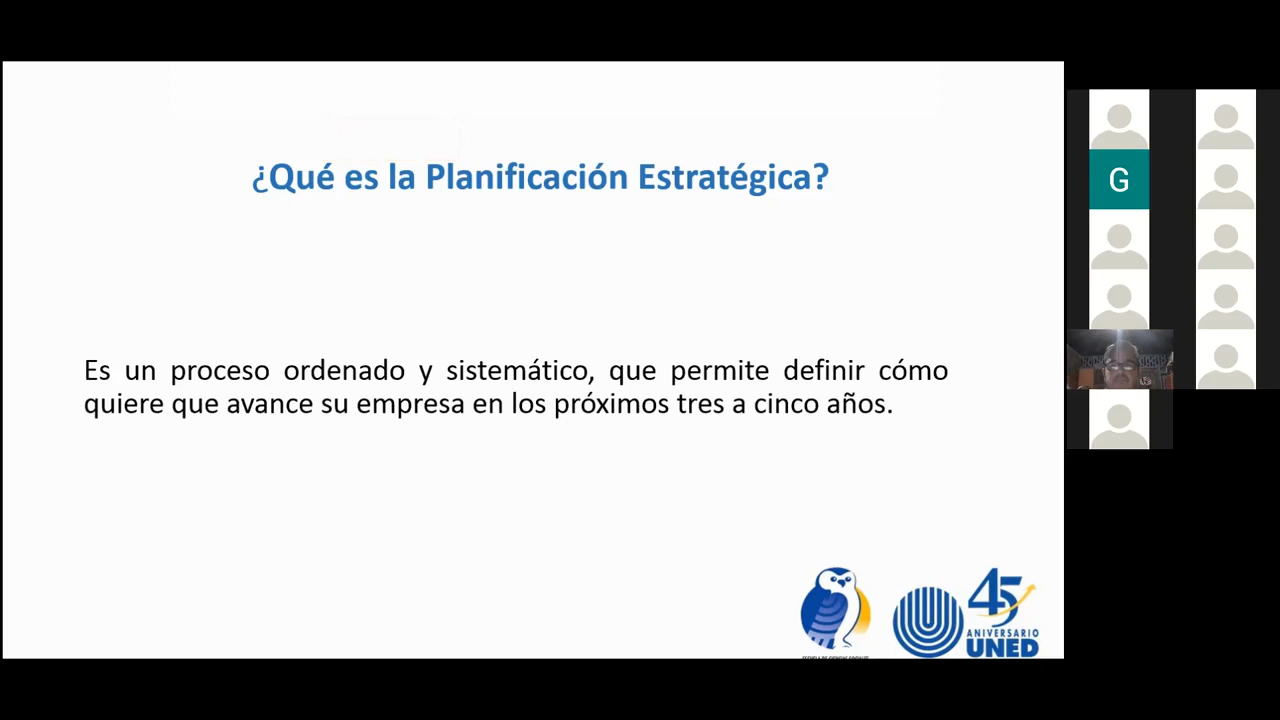 ¿Qué es la Planificación Estratégica?
G
Es un proceso ordenado y sistemático, que permite definir cómo
quiere que avance su empresa en los próximos tres a cinco años.
45
ANIVERSARIO
UNED